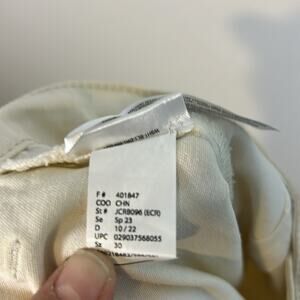 F # 401847
COO CHN
St # JCRB096 (ECR)
Se Sp 23
D 10 / 22
UPC 029037568055
Sz 30